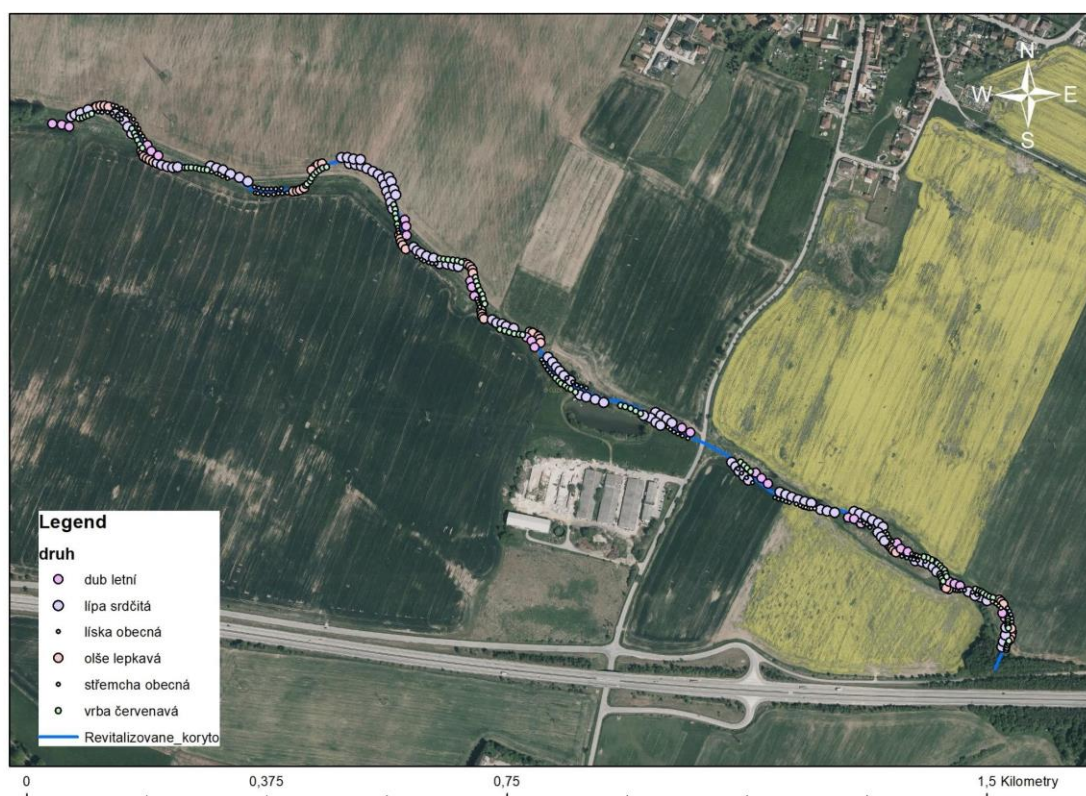 N
W E
S
Legend
druh
dub letní
lípa srdčitá
líska obecná
olše lepkavá
střemcha obecná
vrba červenavá
Revitalizovane_koryto
0 0,375 0,75 1,5 Kilometry